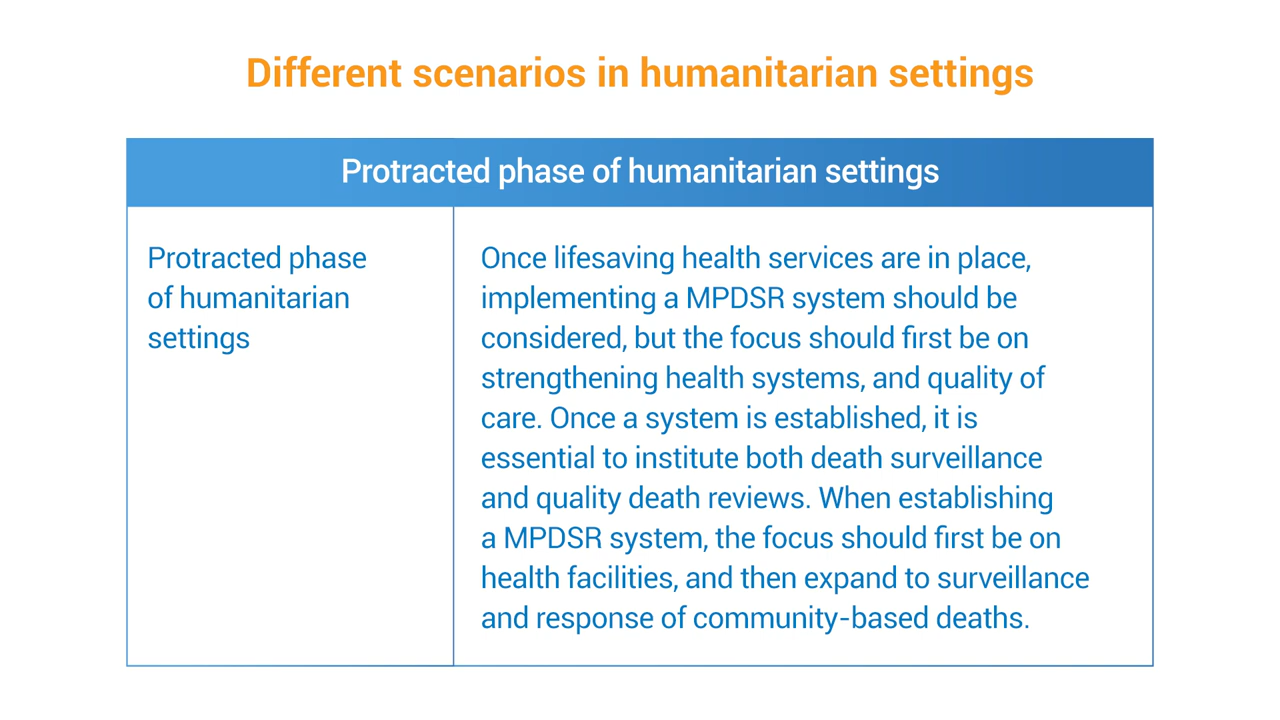 Different scenarios in humanitarian settings
Protracted phase of humanitarian settings
Protracted phase
of humanitarian
settings
Once lifesaving health services are in place,
implementing a MPDSR system should be
considered, but the focus should first be on
strengthening health systems, and quality of
care. Once a system is established, it is
essential to institute both death surveillance
and quality death reviews. When establishing
a MPDSR system, the focus should first be on
health facilities, and then expand to surveillance
and response of community-based deaths.